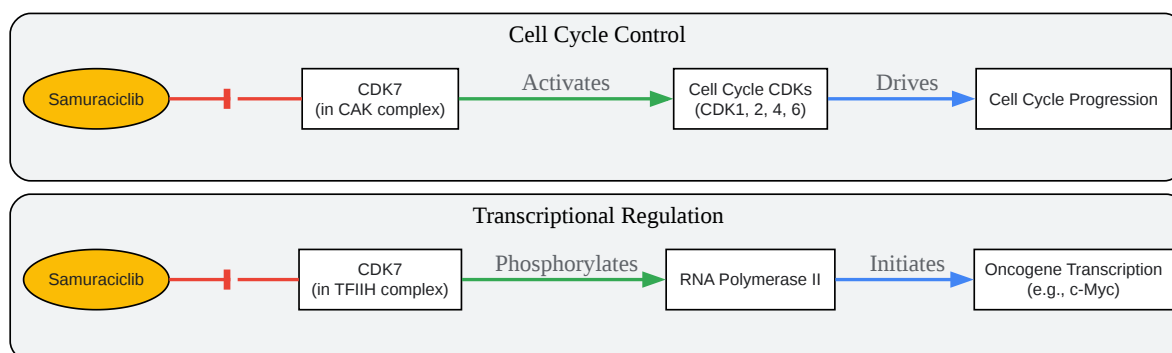 Cell Cycle Control
Samuraciclib
CDK7
(in CAK complex)
Activates
Cell Cycle CDKs
(CDK1, 2, 4, 6)
Drives
Cell Cycle Progression
Transcriptional Regulation
Samuraciclib
CDK7
(in TFIIH complex)
Phosphorylates
RNA Polymerase II
Initiates
Oncogene Transcription
(e.g., c-Myc)